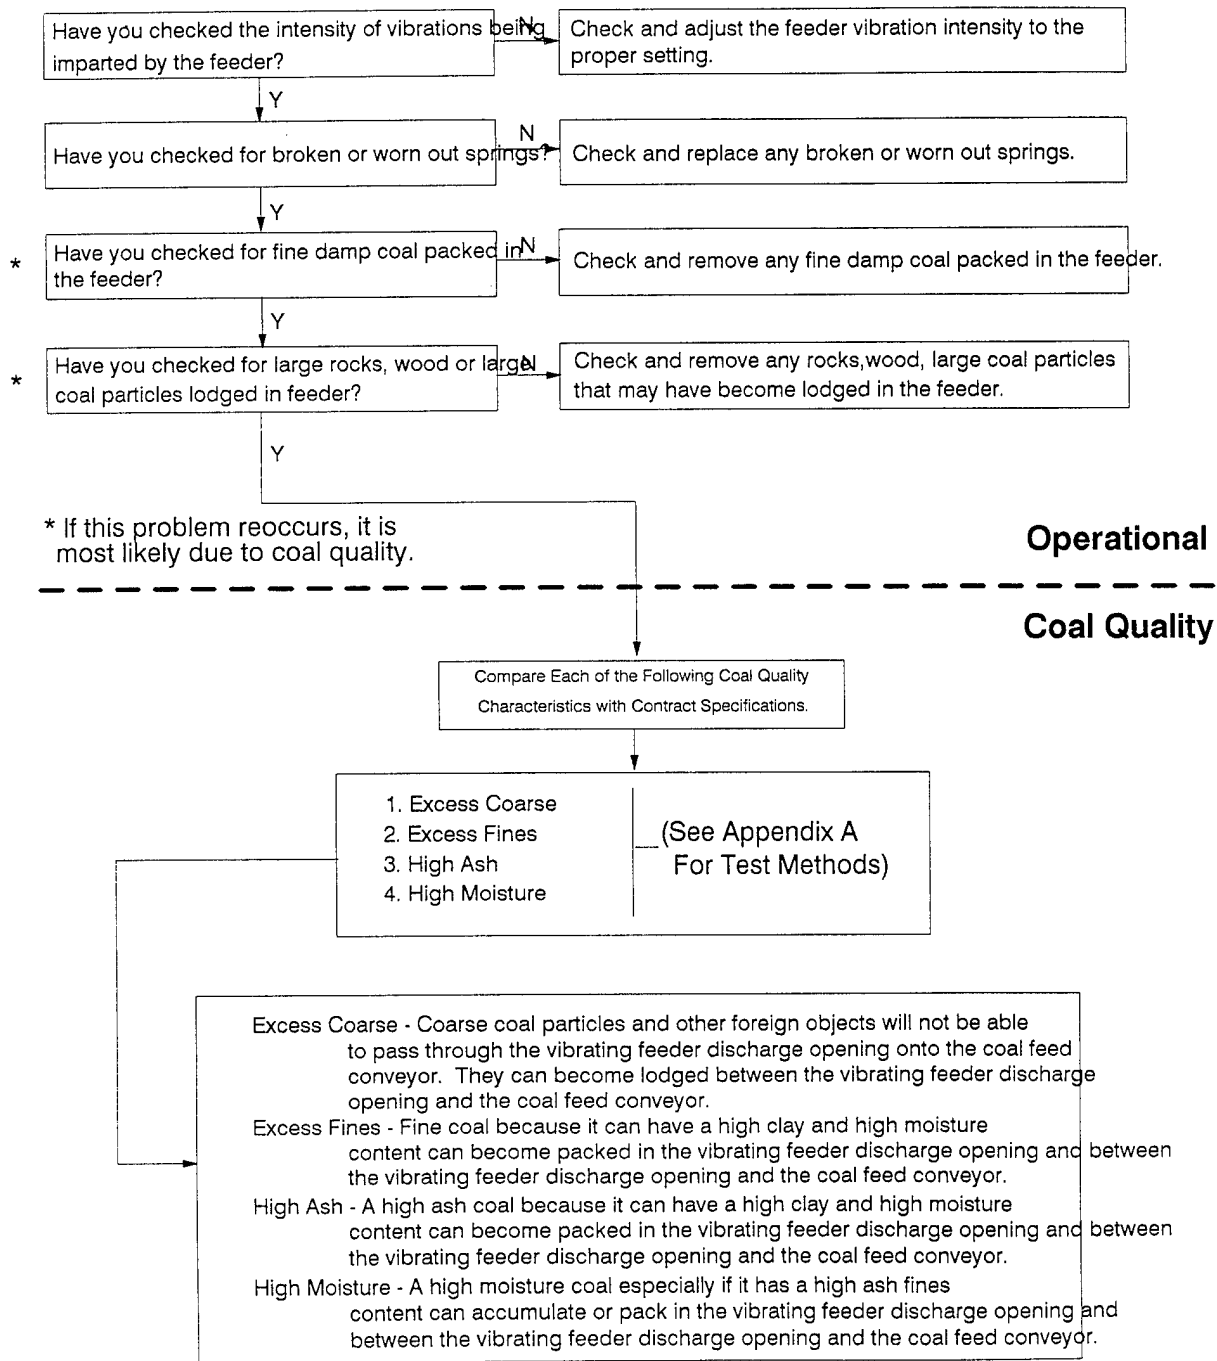 Have you checked the intensity of vibrations being
imparted by the feeder?
N
Check and adjust the feeder vibration intensity to the
proper setting.
Y
Have you checked for broken or worn out springs?
N
Check and replace any broken or worn out springs.
Y
*
Have you checked for fine damp coal packed in
the feeder?
N
Check and remove any fine damp coal packed in the feeder.
Y
*
Have you checked for large rocks, wood or large
coal particles lodged in feeder?
N
Check and remove any rocks,wood, large coal particles
that may have become lodged in the feeder.
Y
* If this problem reoccurs, it is
most likely due to coal quality.
Operational
Coal Quality
Compare Each of the Following Coal Quality
Characteristics with Contract Specifications.
1. Excess Coarse
2. Excess Fines
3. High Ash
4. High Moisture
(See Appendix A
For Test Methods)
Excess Coarse - Coarse coal particles and other foreign objects will not be able
to pass through the vibrating feeder discharge opening onto the coal feed
conveyor. They can become lodged between the vibrating feeder discharge
opening and the coal feed conveyor.
Excess Fines - Fine coal because it can have a high clay and high moisture
content can become packed in the vibrating feeder discharge opening and between
the vibrating feeder discharge opening and the coal feed conveyor.
High Ash - A high ash coal because it can have a high clay and high moisture
content can become packed in the vibrating feeder discharge opening and between
the vibrating feeder discharge opening and the coal feed conveyor.
High Moisture - A high moisture coal especially if it has a high ash fines
content can accumulate or pack in the vibrating feeder discharge opening and
between the vibrating feeder discharge opening and the coal feed conveyor.